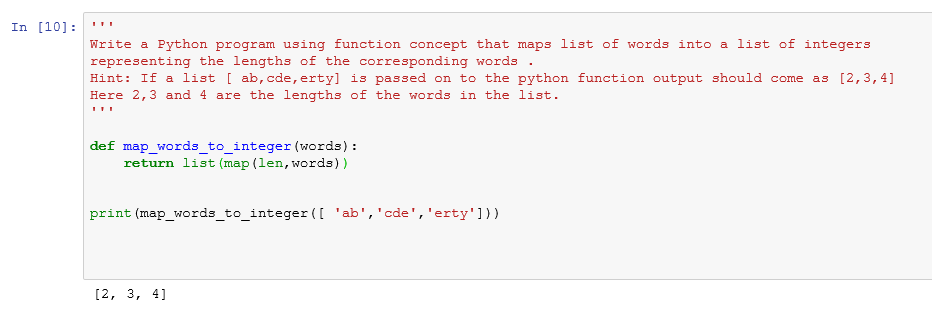 In [10]: '''
Write a Python program using function concept that maps list of words into a list of integers
representing the lengths of the corresponding words .
Hint: If a list [ ab,cde,erty] is passed on to the python function output should come as [2,3,4]
Here 2,3 and 4 are the lengths of the words in the list.
'''
def map_words_to_integer(words):
    return list(map(len,words))
print(map_words_to_integer([ 'ab','cde','erty']))
[2, 3, 4]